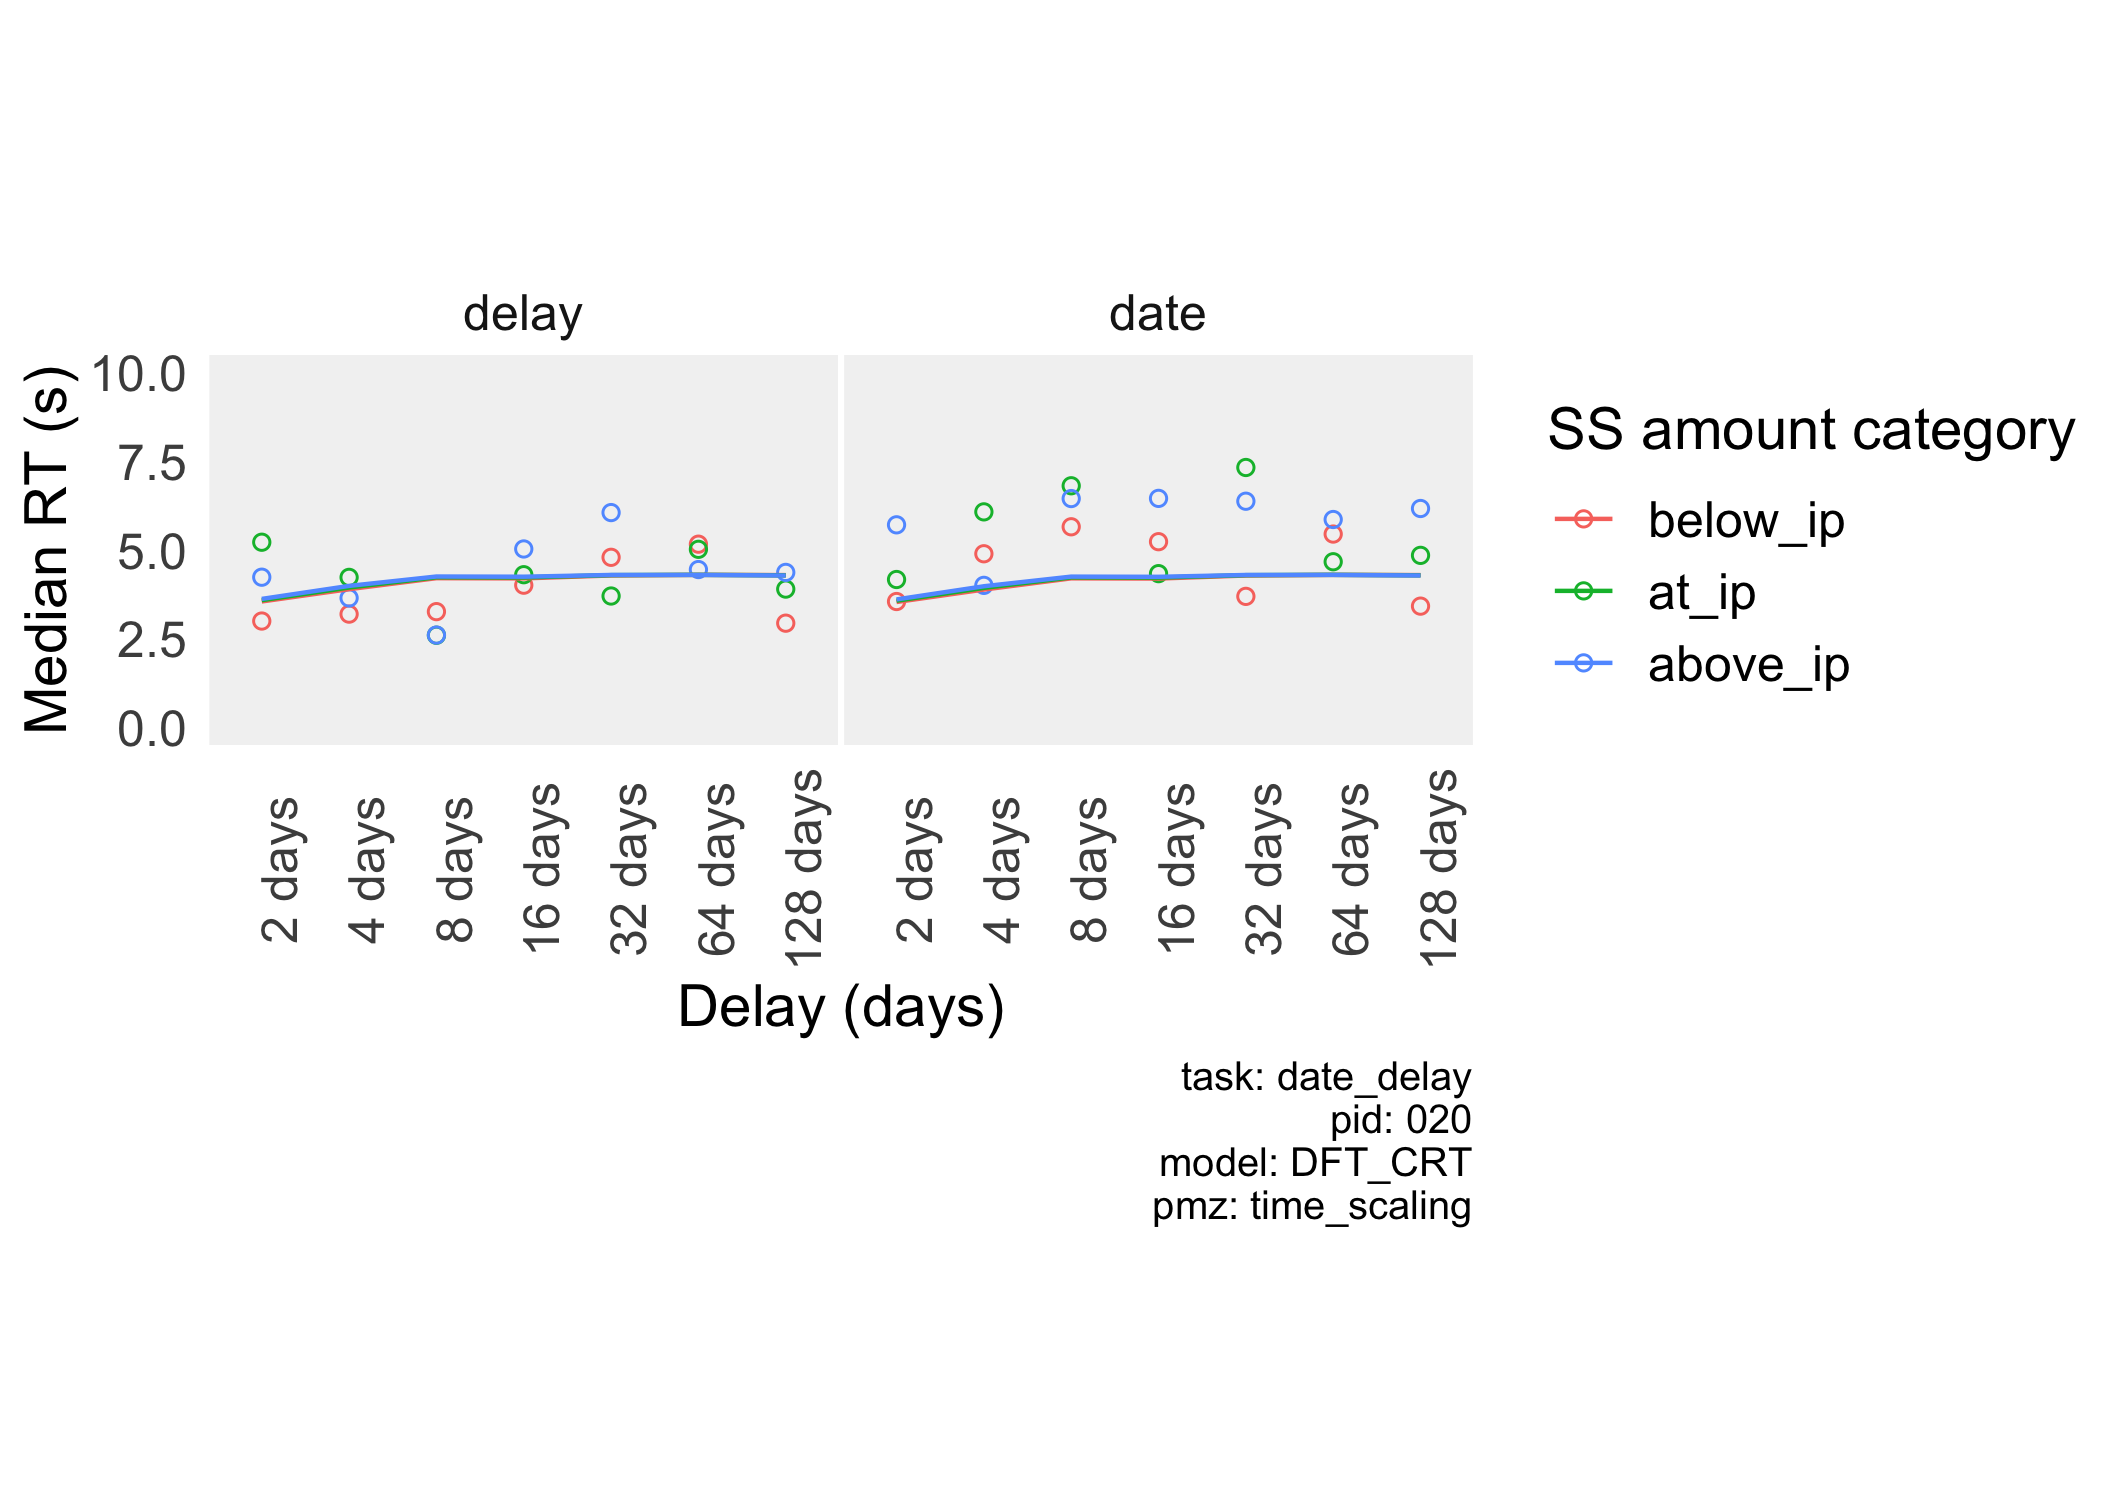 delay
date
Median RT (s)
10.0
7.5
5.0
2.5
0.0
2 days
4 days
8 days
16 days
32 days
64 days
128 days
2 days
4 days
8 days
16 days
32 days
64 days
128 days
Delay (days)
SS amount category
below_ip
at_ip
above_ip
task: date_delay
pid: 020
model: DFT_CRT
pmz: time_scaling